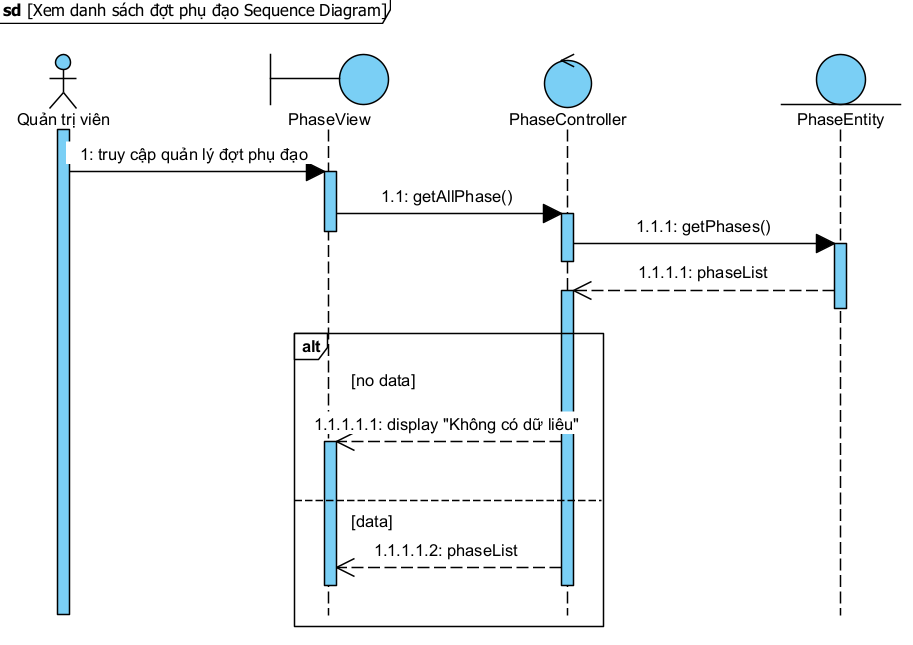 sd [Xem danh sách đợt phụ đạo Sequence Diagram]
Quản trị viên
PhaseView
PhaseController
PhaseEntity
1: truy cập quản lý đợt phụ đạo
1.1: getAllPhase()
1.1.1: getPhases()
1.1.1.1: phaseList
alt
[no data]
1.1.1.1.1: display "Không có dữ liêu"
[data]
1.1.1.1.2: phaseList